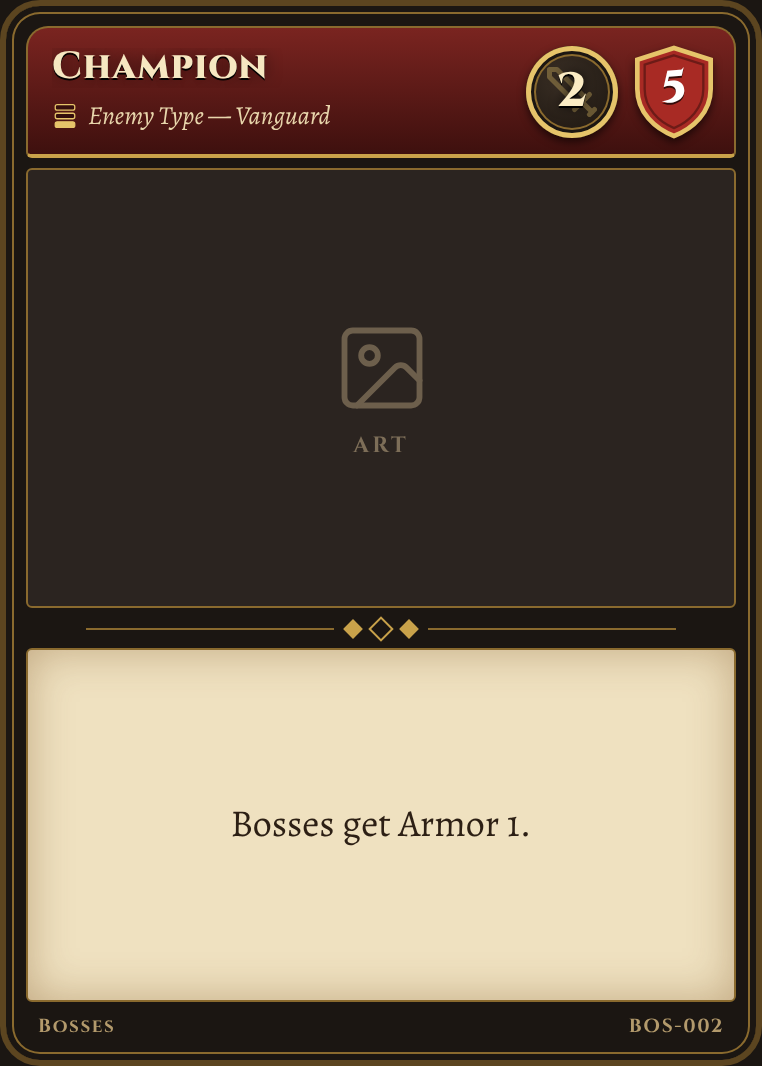 Champion
Enemy Type — Vanguard
2
5
ART
Bosses get Armor 1.
Bosses
BOS-002